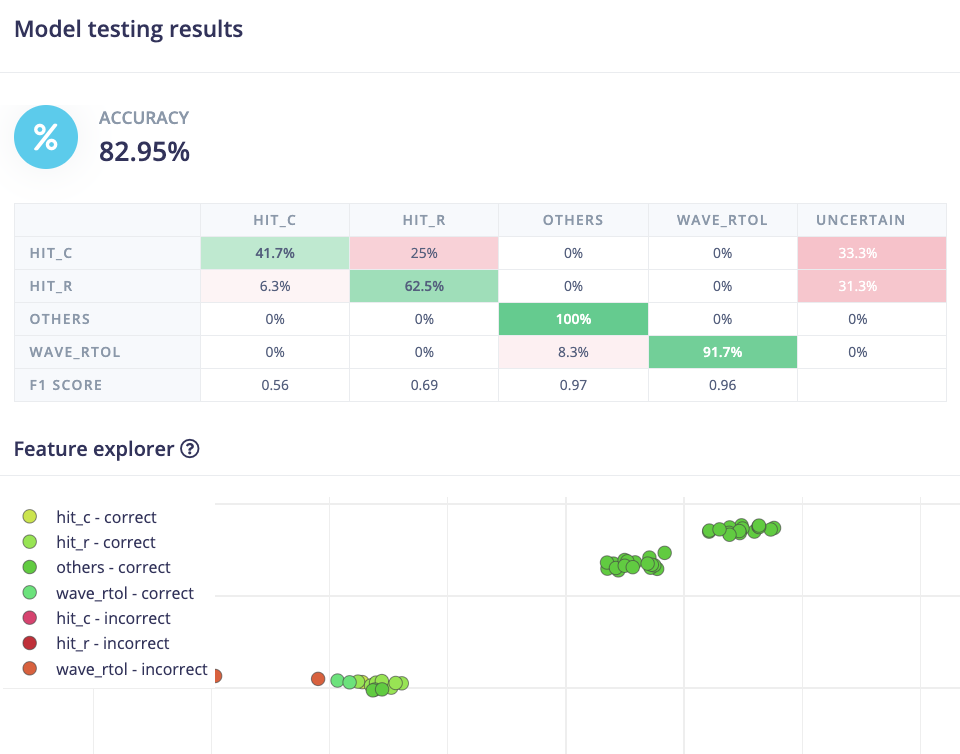 Model testing results
%
ACCURACY
82.95%
HIT_C HIT_R OTHERS WAVE_RTOL UNCERTAIN
HIT_C 41.7% 25% 0% 0% 33.3%
HIT_R 6.3% 62.5% 0% 0% 31.3%
OTHERS 0% 0% 100% 0% 0%
WAVE_RTOL 0% 0% 8.3% 91.7% 0%
F1 SCORE 0.56 0.69 0.97 0.96
Feature explorer ?
hit_c - correct
hit_r - correct
others - correct
wave_rtol - correct
hit_c - incorrect
hit_r - incorrect
wave_rtol - incorrect